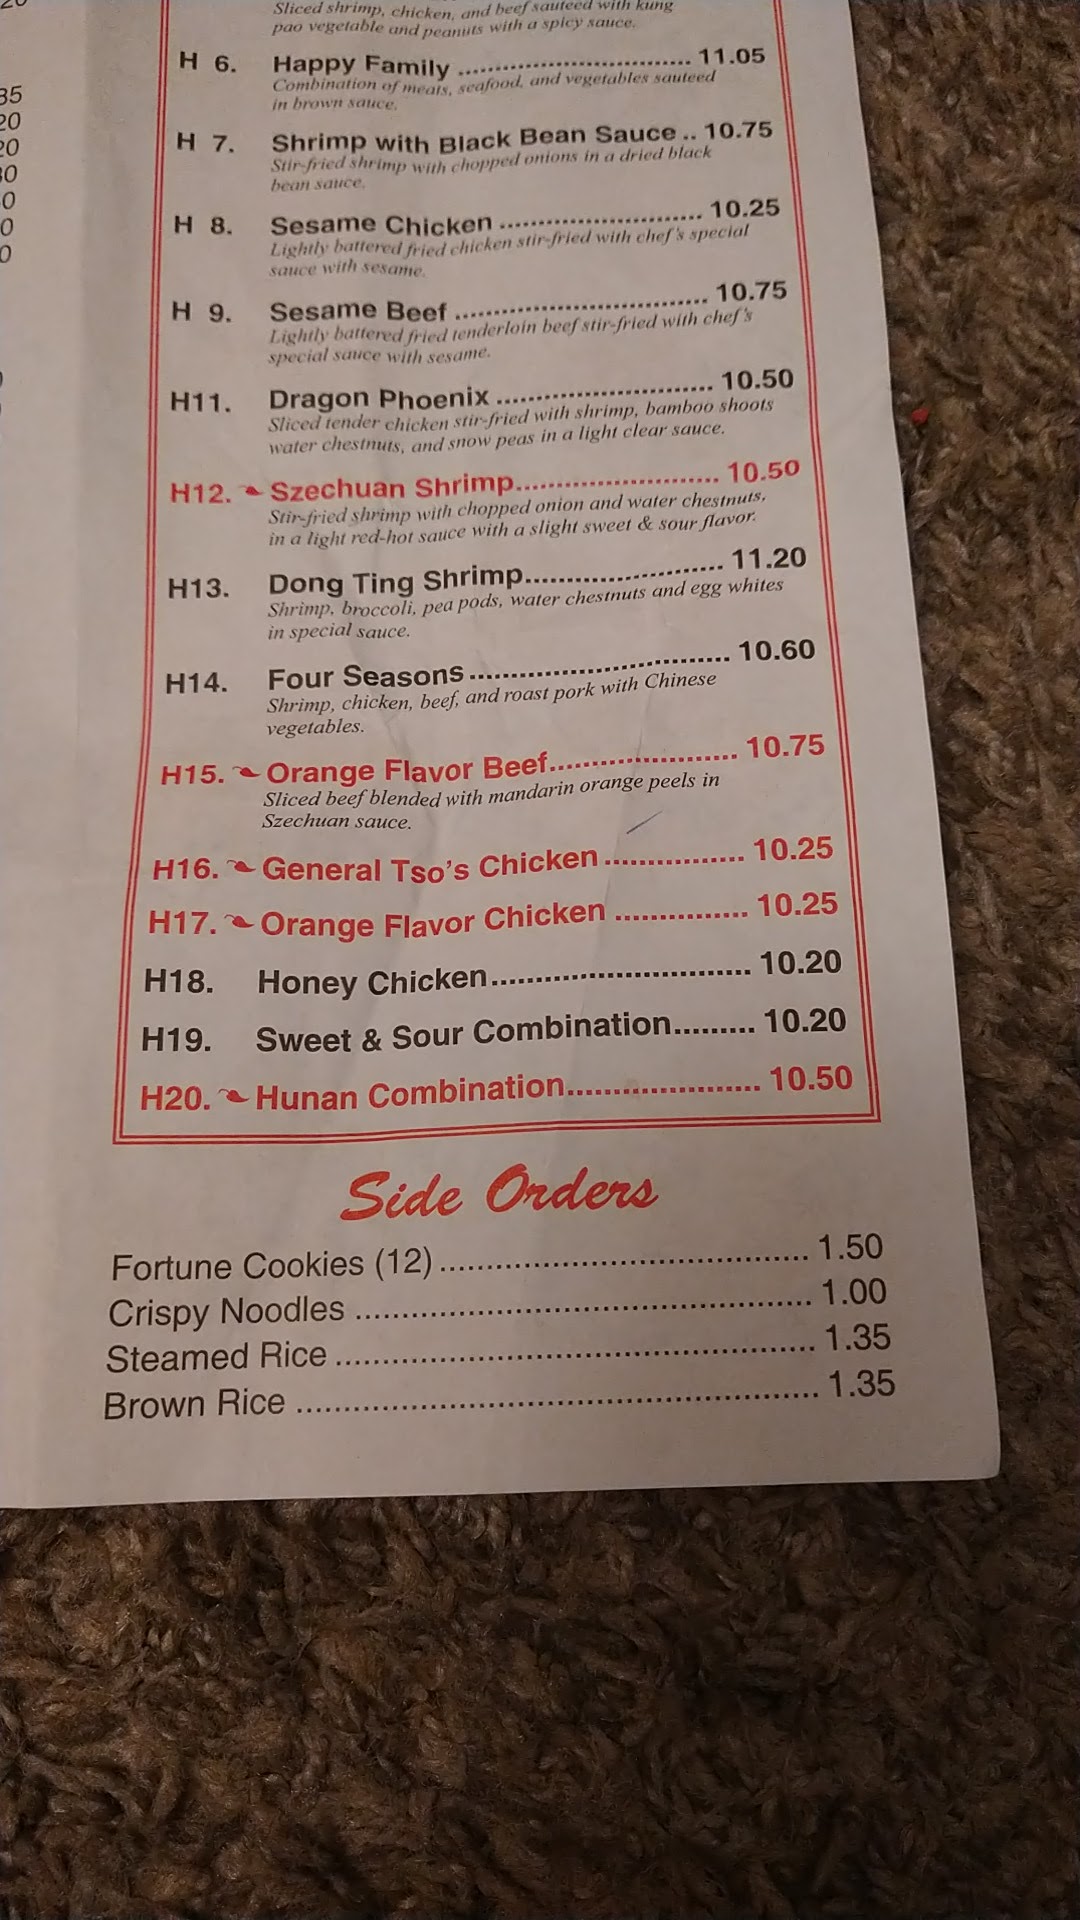 Sliced shrimp, chicken, and beef sauteed with kung
pao vegetable and peanuts with a spicy sauce.
H 6. Happy Family .................................. 11.05
Combination of meats, seafood, and vegetables sauteed
in brown sauce.
H 7. Shrimp with Black Bean Sauce .. 10.75
Stir-fried shrimp with chopped onions in a dried black
bean sauce.
H 8. Sesame Chicken ............................. 10.25
Lightly battered fried chicken stir-fried with chef's special
sauce with sesame.
H 9. Sesame Beef .................................... 10.75
Lightly battered fried tenderloin beef stir-fried with chef's
special sauce with sesame.
H11. Dragon Phoenix ............................... 10.50
Sliced tender chicken stir-fried with shrimp, bamboo shoots
water chestnuts, and snow peas in a light clear sauce.
H12. Szechuan Shrimp............................. 10.50
Stir-fried shrimp with chopped onion and water chestnuts,
in a light red-hot sauce with a slight sweet & sour flavor.
H13. Dong Ting Shrimp............................ 11.20
Shrimp, broccoli, pea pods, water chestnuts and egg whites
in special sauce.
H14. Four Seasons .................................... 10.60
Shrimp, chicken, beef, and roast pork with Chinese
vegetables.
H15. Orange Flavor Beef.......................... 10.75
Sliced beef blended with mandarin orange peels in
Szechuan sauce.
H16. General Tso's Chicken ................... 10.25
H17. Orange Flavor Chicken .................. 10.25
H18. Honey Chicken.................................. 10.20
H19. Sweet & Sour Combination.......... 10.20
H20. Hunan Combination......................... 10.50
Side Orders
Fortune Cookies (12) ...................................... 1.50
Crispy Noodles ............................................... 1.00
Steamed Rice .................................................. 1.35
Brown Rice ...................................................... 1.35